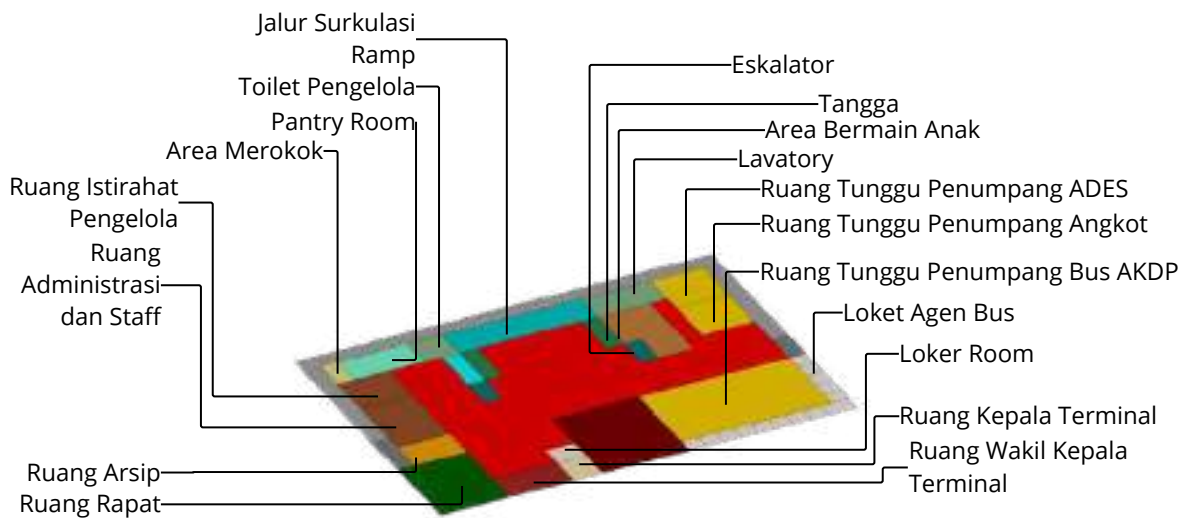 Jalur Surkulasi
Ramp
Toilet Pengelola
Pantry Room
Area Merokok
Ruang Istirahat
Pengelola
Ruang
Administrasi
dan Staff
Ruang Arsip
Ruang Rapat
Eskalator
Tangga
Area Bermain Anak
Lavatory
Ruang Tunggu Penumpang ADES
Ruang Tunggu Penumpang Angkot
Ruang Tunggu Penumpang Bus AKDP
Loket Agen Bus
Loker Room
Ruang Kepala Terminal
Ruang Wakil Kepala
Terminal